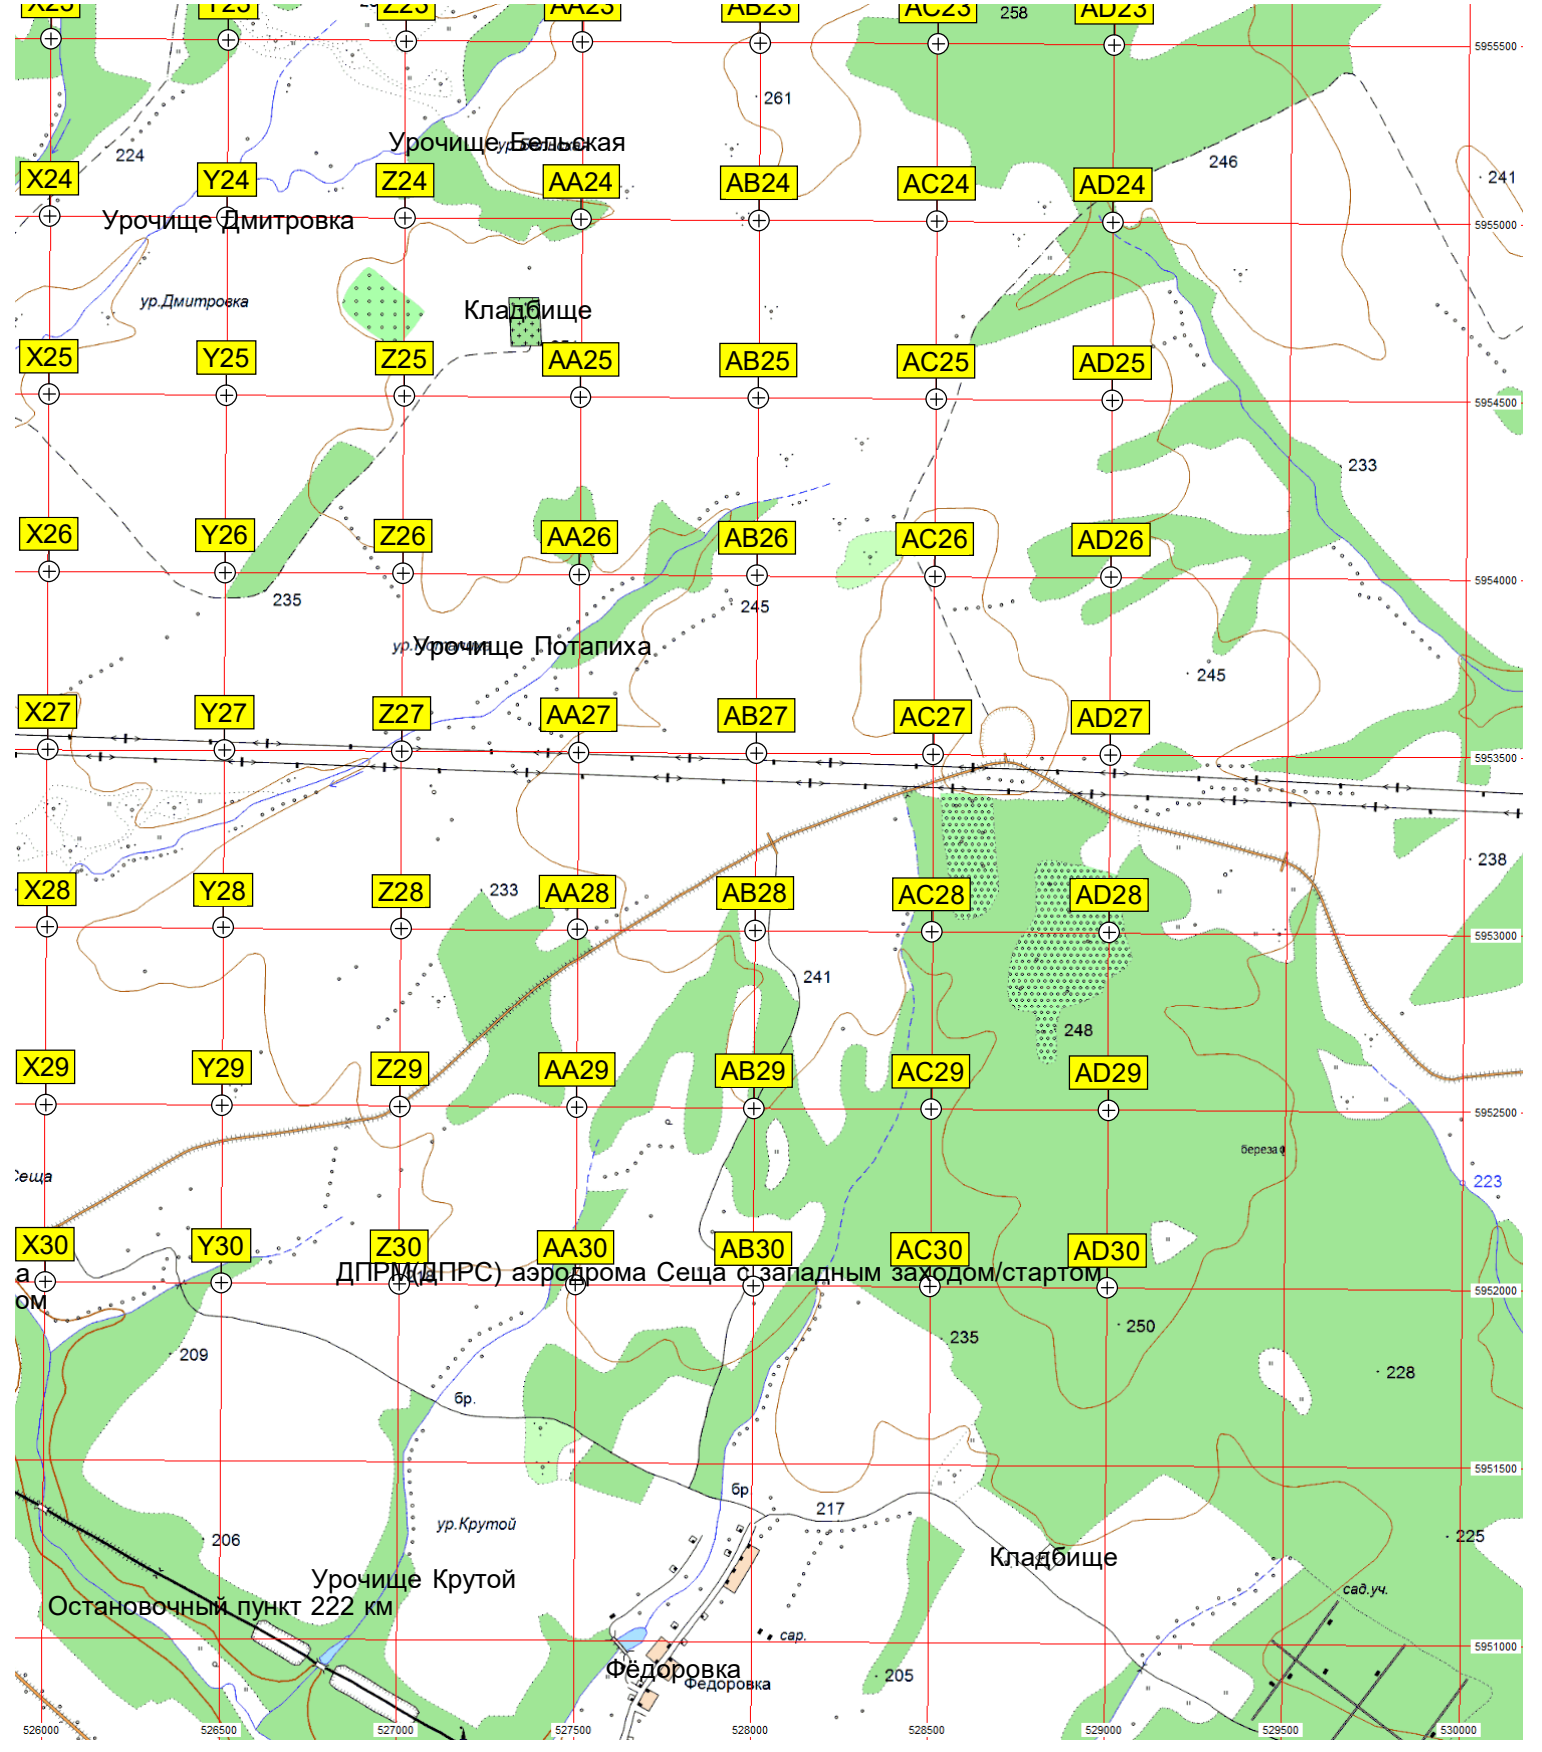 X23 Y23 Z23 AA23 AB23 AC23 AD23
258
5955500
261
224
Урочище Бельская
246
241
X24 Y24 Z24 AA24 AB24 AC24 AD24
Урочище Дмитровка
5955000
ур.Дмитровка
Кладбище
X25 Y25 Z25 AA25 AB25 AC25 AD25
5954500
233
X26 Y26 Z26 AA26 AB26 AC26 AD26
5954000
235
245
Урочище Потапиха
245
X27 Y27 Z27 AA27 AB27 AC27 AD27
5953500
238
X28 Y28 Z28 AA28 AB28 AC28 AD28
233
5953000
241
248
X29 Y29 Z29 AA29 AB29 AC29 AD29
5952500
береза
Сеща
223
X30 Y30 Z30 AA30 AB30 AC30 AD30
а
ДПРМ(ДПРС) аэродрома Сеща с западным заходом/стартом
5952000
ом
250
235
209
228
бр.
5951500
бр
217
ур.Крутой
206
225
Кладбище
Урочище Крутой
сад.уч.
Остановочный пункт 222 км
сар.
5951000
Фёдоровка
205
Федоровка
526000 526500 527000 527500 528000 528500 529000 529500 530000